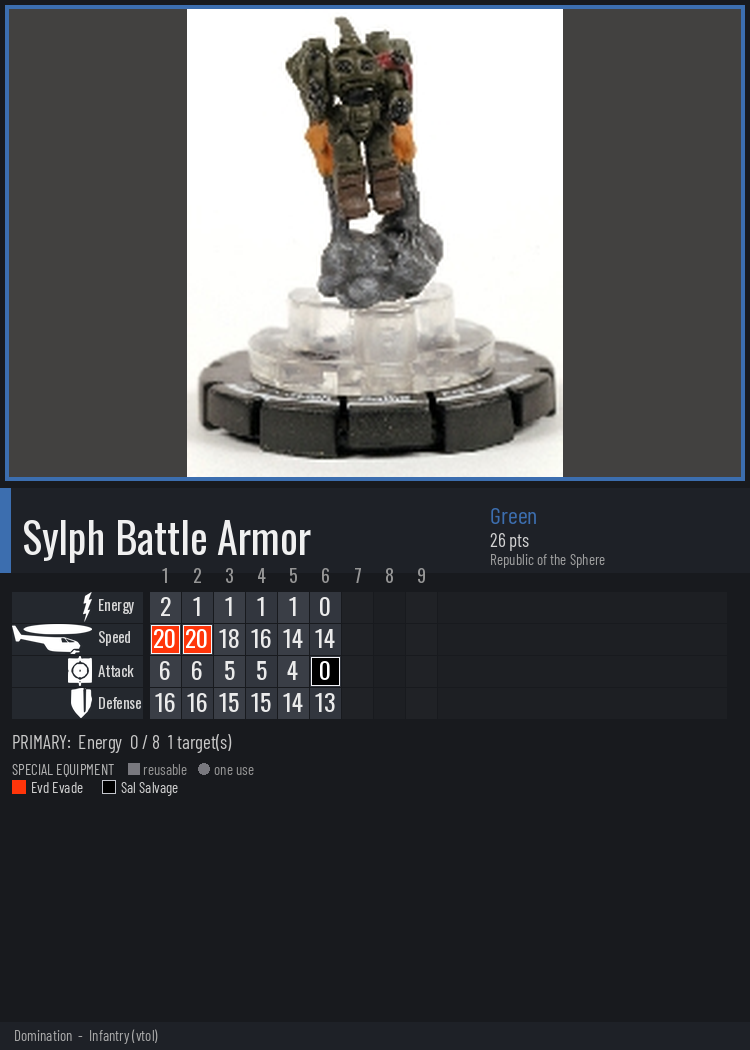 Sylph Battle Armor
Green
26 pts
Republic of the Sphere
1 2 3 4 5 6 7 8 9
Energy 2 1 1 1 1 0
Speed 20 20 18 16 14 14
Attack 6 6 5 5 4 0
Defense 16 16 15 15 14 13
PRIMARY: Energy 0 / 8 1 target(s)
SPECIAL EQUIPMENT reusable one use
Evd Evade Sal Salvage
Domination - Infantry (vtol)